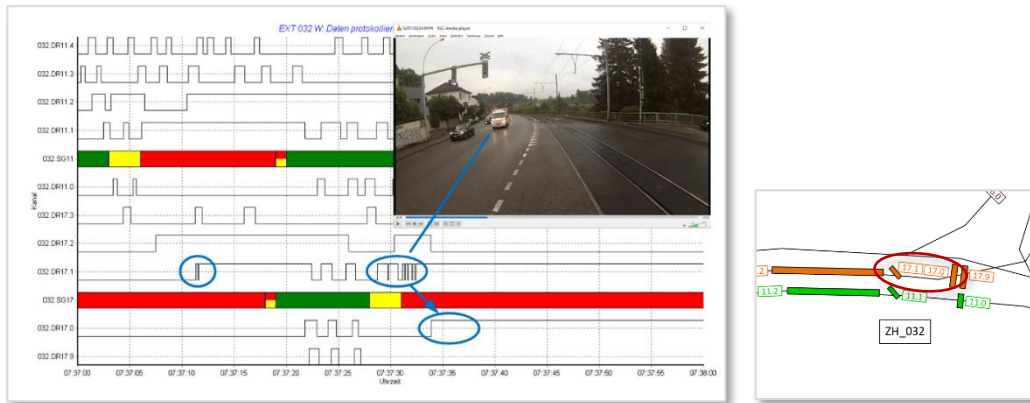 EXT 032 W: Daten protokollier
032.DR11.4
032.DR11.3
032.DR11.2
032.DR11.1
032.SG11
032.DR11.0
Kanal
032.DR17.3
032.DR17.2
032.DR17.1
032.SG17
032.DR17.0
032.DR17.9
07:37:00
07:37:05
07:37:10
07:37:15
07:37:20
07:37:25
07:37:30
07:37:35
07:37:40
07:37:45
07:37:50
07:37:55
07:38:00
Uhrzeit
VLC media player
.2
17.1
17.0
17.9
11.2
11.1
11.0
ZH_032